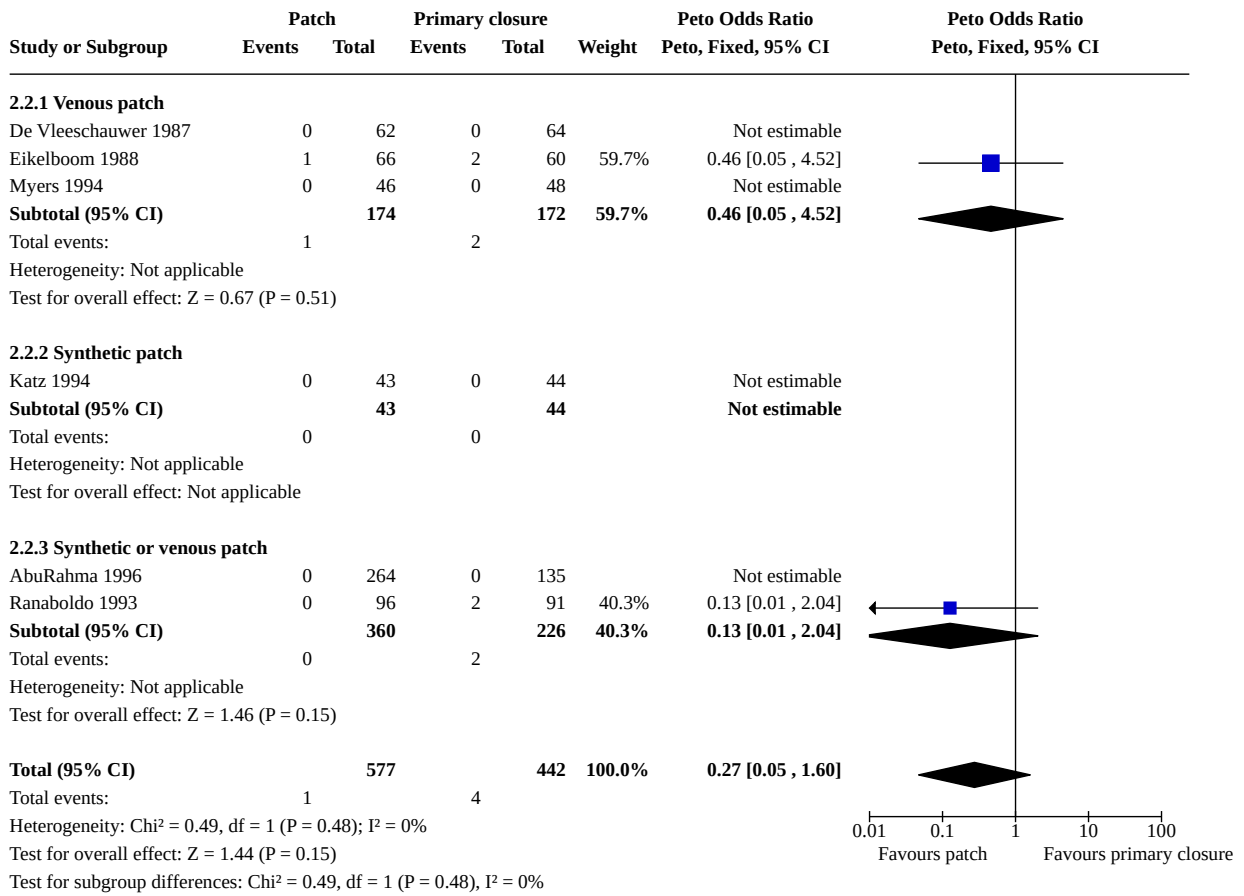 Patch Primary closure Peto Odds Ratio Peto Odds Ratio
Study or Subgroup Events Total Events Total Weight Peto, Fixed, 95% CI Peto, Fixed, 95% CI
2.2.1 Venous patch
De Vleeschauwer 1987 0 62 0 64 Not estimable
Eikelboom 1988 1 66 2 60 59.7% 0.46 [0.05 , 4.52]
Myers 1994 0 46 0 48 Not estimable
Subtotal (95% CI) 174 172 59.7% 0.46 [0.05 , 4.52]
Total events: 1 2
Heterogeneity: Not applicable
Test for overall effect: Z = 0.67 (P = 0.51)
2.2.2 Synthetic patch
Katz 1994 0 43 0 44 Not estimable
Subtotal (95% CI) 43 44 Not estimable
Total events: 0 0
Heterogeneity: Not applicable
Test for overall effect: Not applicable
2.2.3 Synthetic or venous patch
AbuRahma 1996 0 264 0 135 Not estimable
Ranaboldo 1993 0 96 2 91 40.3% 0.13 [0.01 , 2.04]
Subtotal (95% CI) 360 226 40.3% 0.13 [0.01 , 2.04]
Total events: 0 2
Heterogeneity: Not applicable
Test for overall effect: Z = 1.46 (P = 0.15)
Total (95% CI) 577 442 100.0% 0.27 [0.05 , 1.60]
Total events: 1 4
Heterogeneity: Chi² = 0.49, df = 1 (P = 0.48); I² = 0%
0.01 0.1 1 10 100
Test for overall effect: Z = 1.44 (P = 0.15)
Favours patch Favours primary closure
Test for subgroup differences: Chi² = 0.49, df = 1 (P = 0.48), I² = 0%